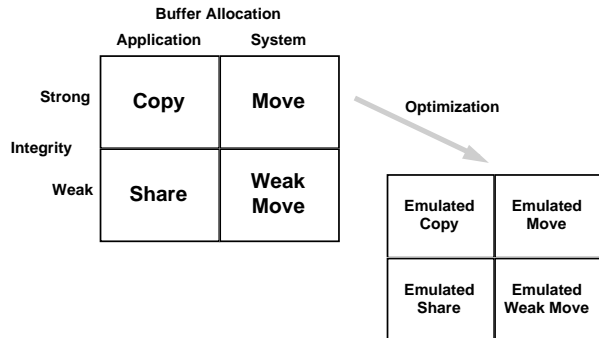 Buffer Allocation
Application System
Strong
Copy Move
Optimization
Integrity
Weak
Share Weak
Move
Emulated
Copy
Emulated
Move
Emulated
Share
Emulated
Weak Move